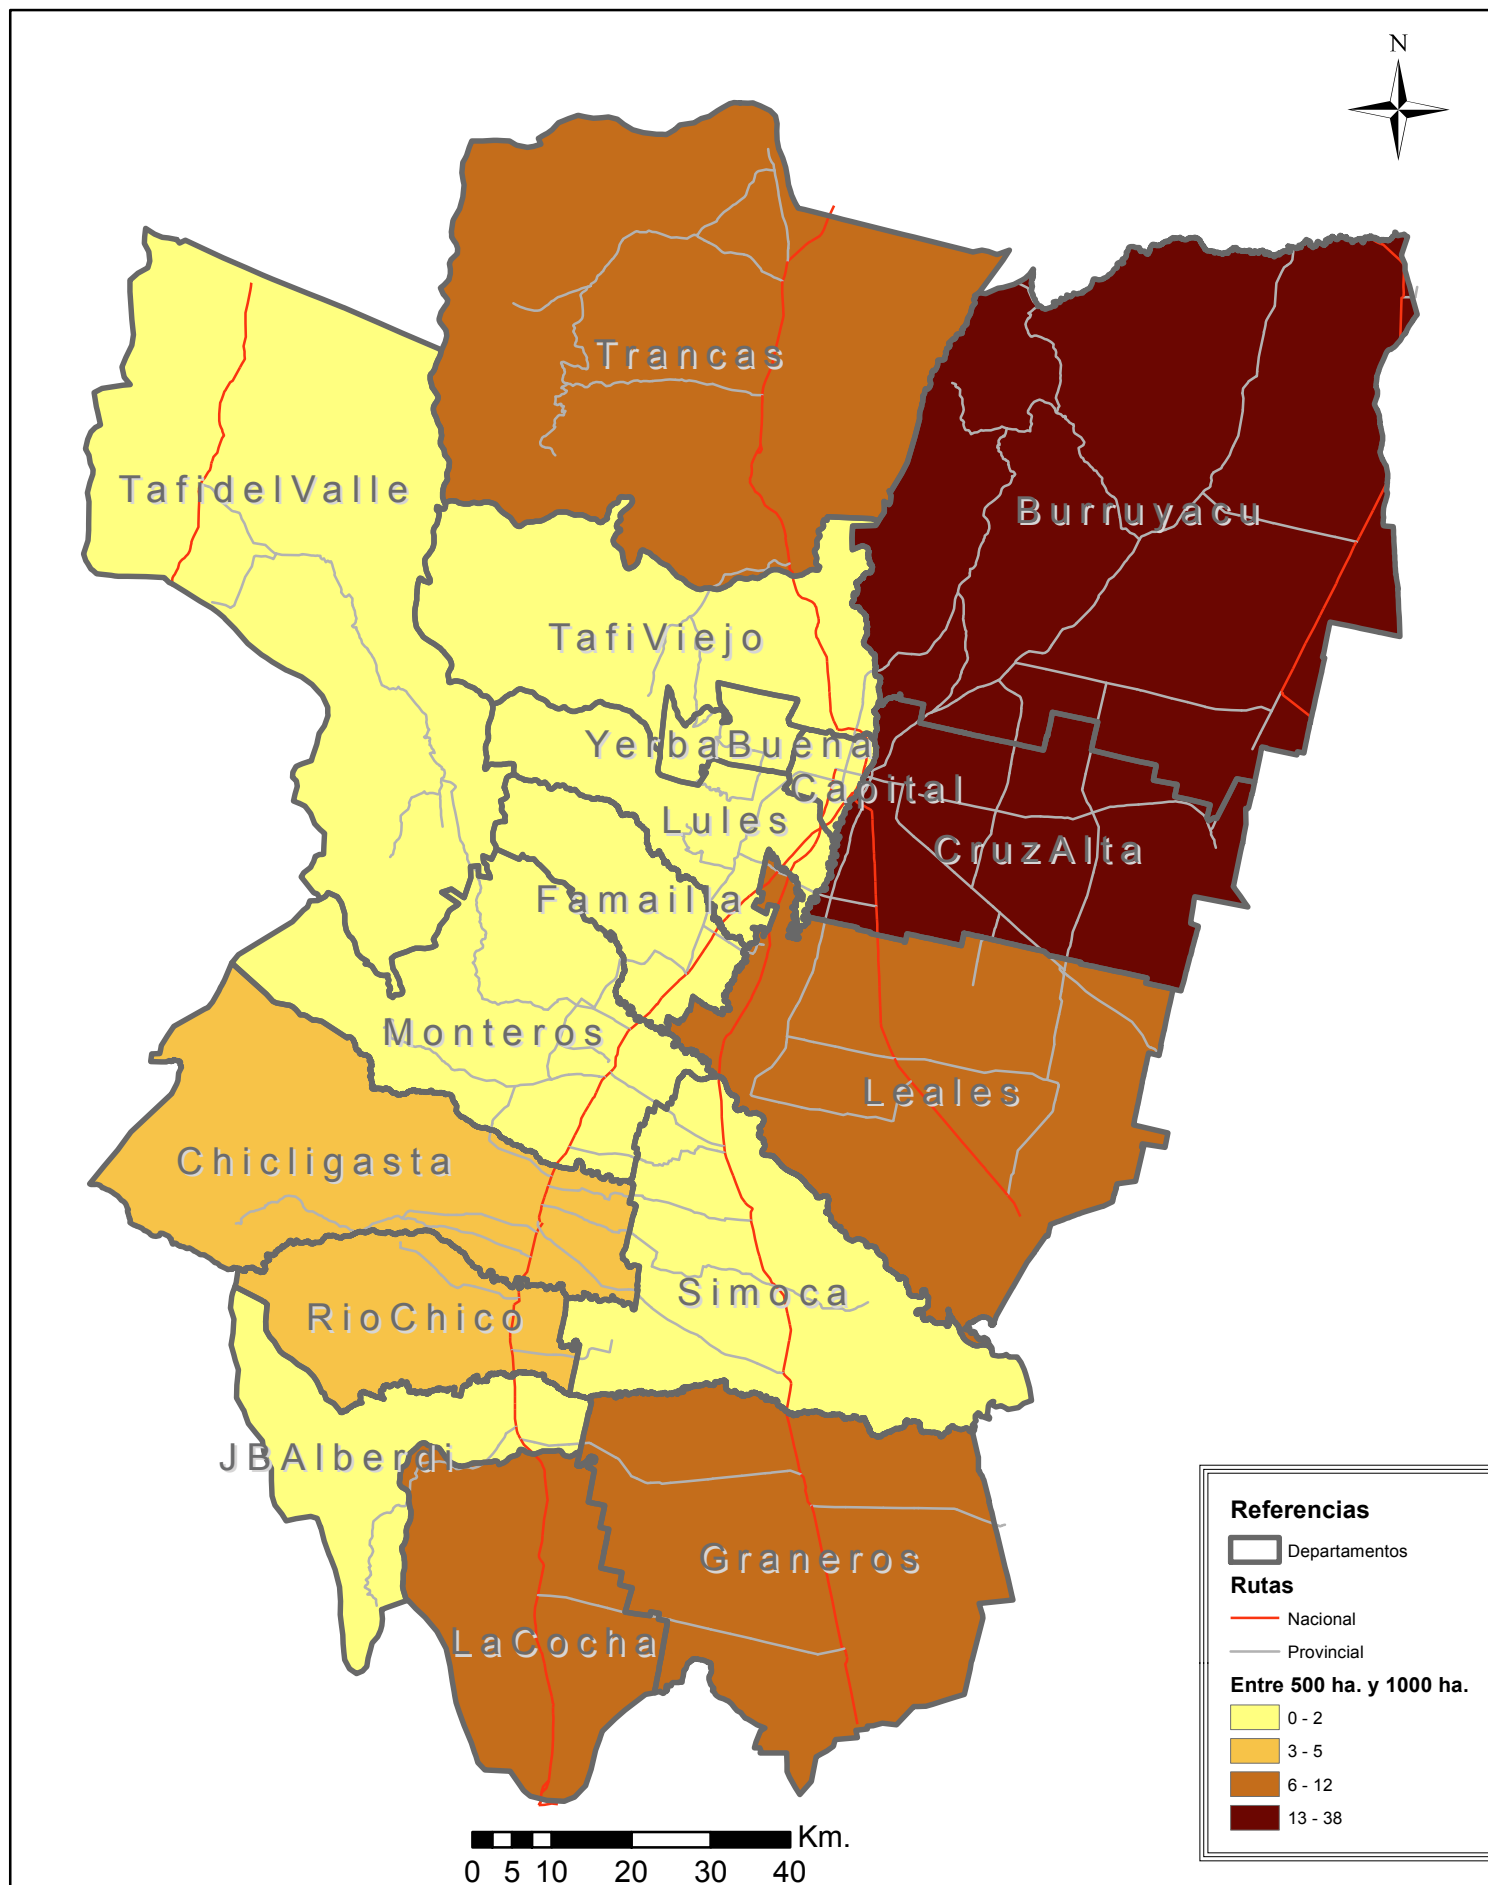 N
Trancas
TafidelValle
Burruyacu
TafiViejo
YerbaBuena
Capital
Lules
CruzAlta
Famailla
Monteros
Leales
Chicligasta
Simoca
RioChico
JBAlberdi
Graneros
LaCocha
Referencias
Departamentos
Rutas
Nacional
Provincial
Entre 500 ha. y 1000 ha.
0 - 2
3 - 5
6 - 12
13 - 38
Km.
0 5 10 20 30 40